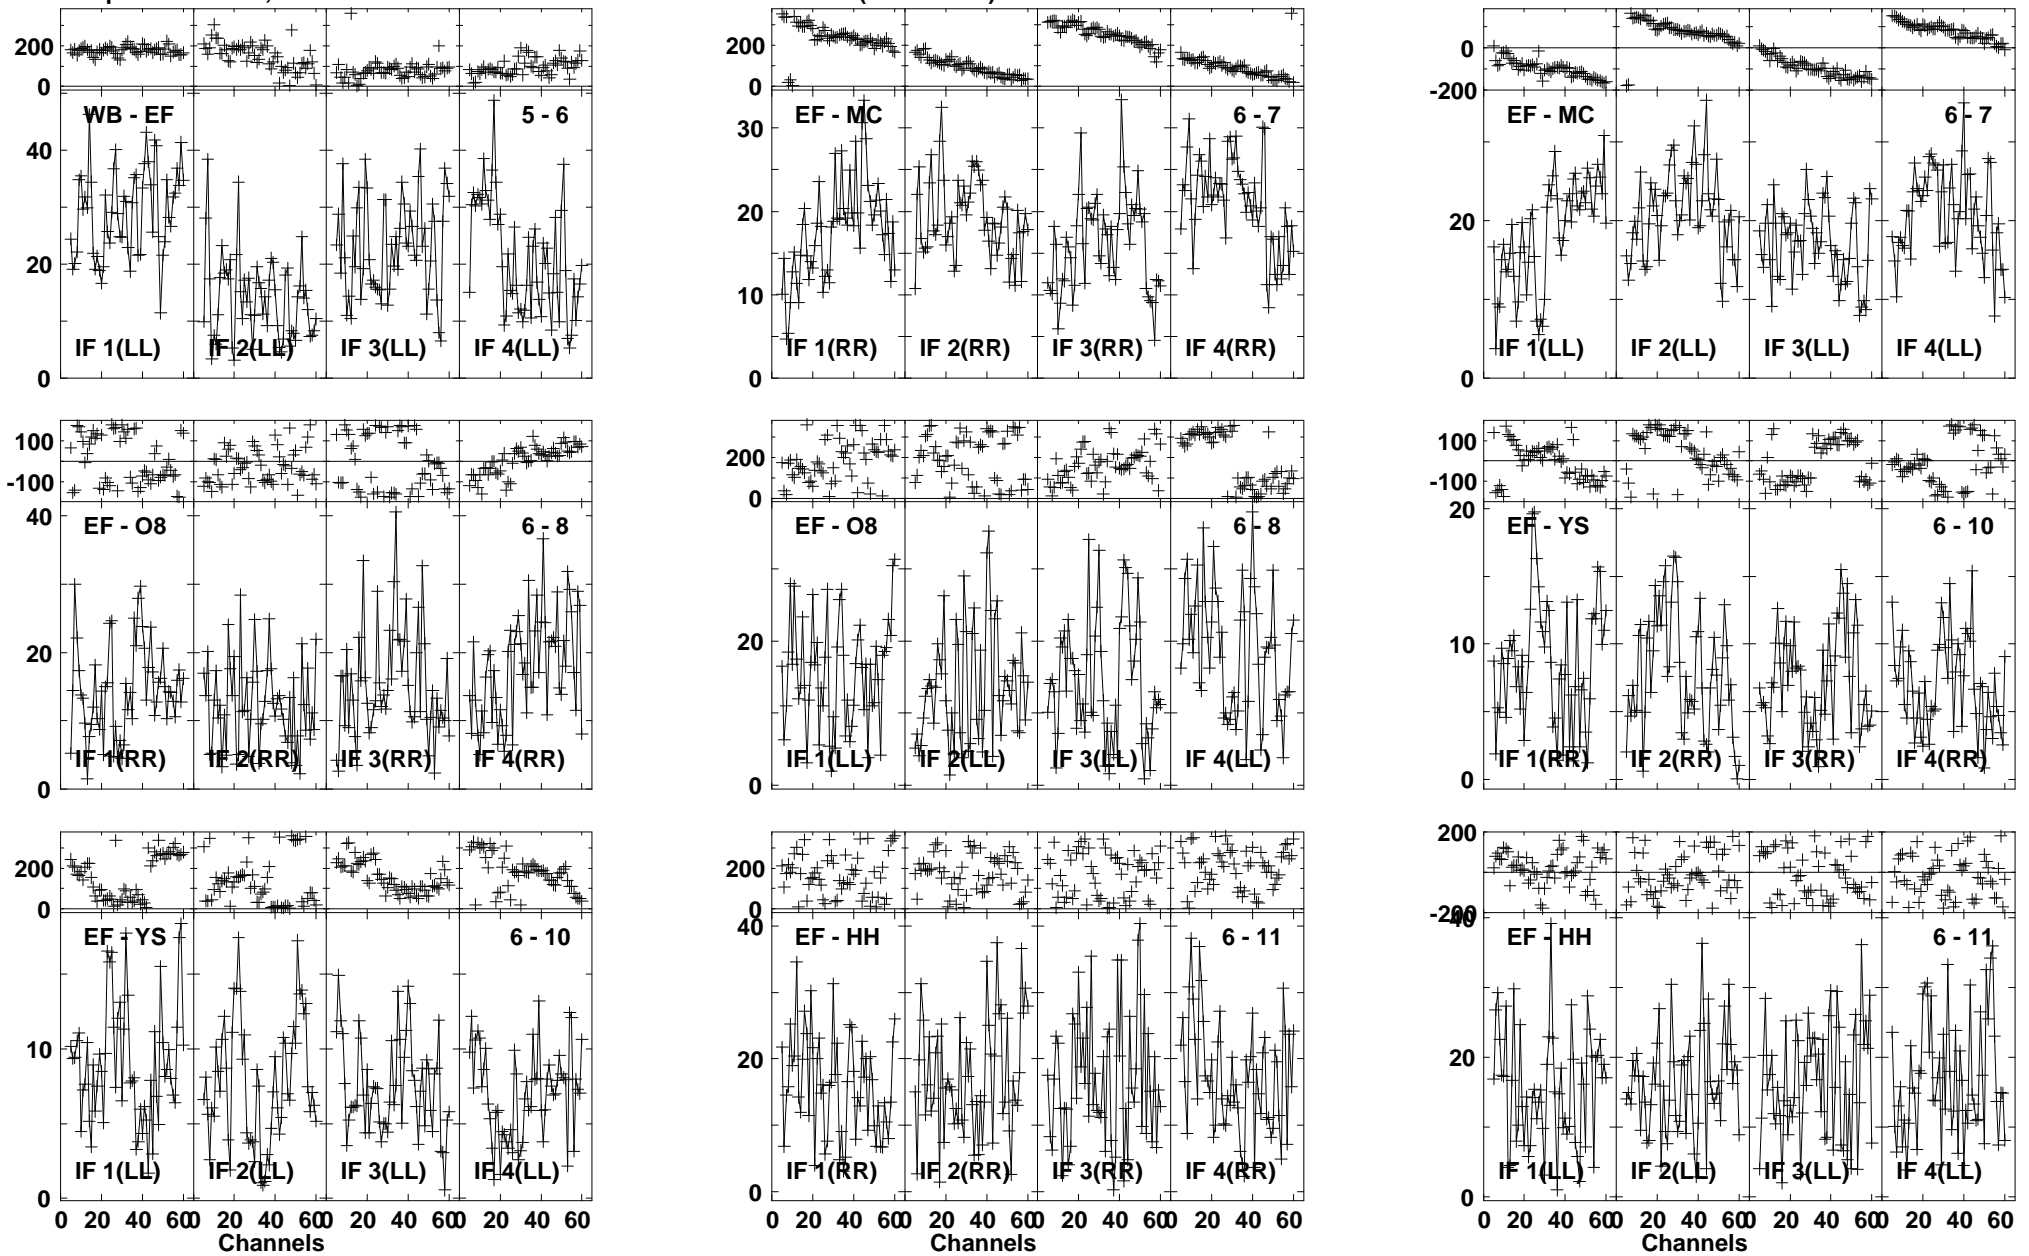 200 200 0
0 0 -200
WB - EF 5 - 6 EF - MC 6 - 7 EF - MC 6 - 7
40 30
20 20 20
10
IF 1(LL) IF 2(LL) IF 3(LL) IF 4(LL) IF 1(RR) IF 2(RR) IF 3(RR) IF 4(RR) IF 1(LL) IF 2(LL) IF 3(LL) IF 4(LL)
0 0 0
100 200 100
-100 0 -100
EF - O8 6 - 8 EF - O8 6 - 8 EF - YS 6 - 10
40 20
20 20 10
IF 1(RR) IF 2(RR) IF 3(RR) IF 4(RR) IF 1(LL) IF 2(LL) IF 3(LL) IF 4(LL) IF 1(RR) IF 2(RR) IF 3(RR) IF 4(RR)
0 0 0
200 200 200
0 0 -200
EF - YS 6 - 10 EF - HH 6 - 11 EF - HH 6 - 11
40 40
10 20 20
IF 1(LL) IF 2(LL) IF 3(LL) IF 4(LL) IF 1(RR) IF 2(RR) IF 3(RR) IF 4(RR) IF 1(LL) IF 2(LL) IF 3(LL) IF 4(LL)
0 0 0
0 20 40 60 0 20 40 60 0 20 40 60 0 20 40 60 0 20 40 60 0 20 40 60 0 20 40 60 0 20 40 60 0 20 40 60 0 20 40 60 0 20 40 60 0 20 40 60
Channels Channels Channels